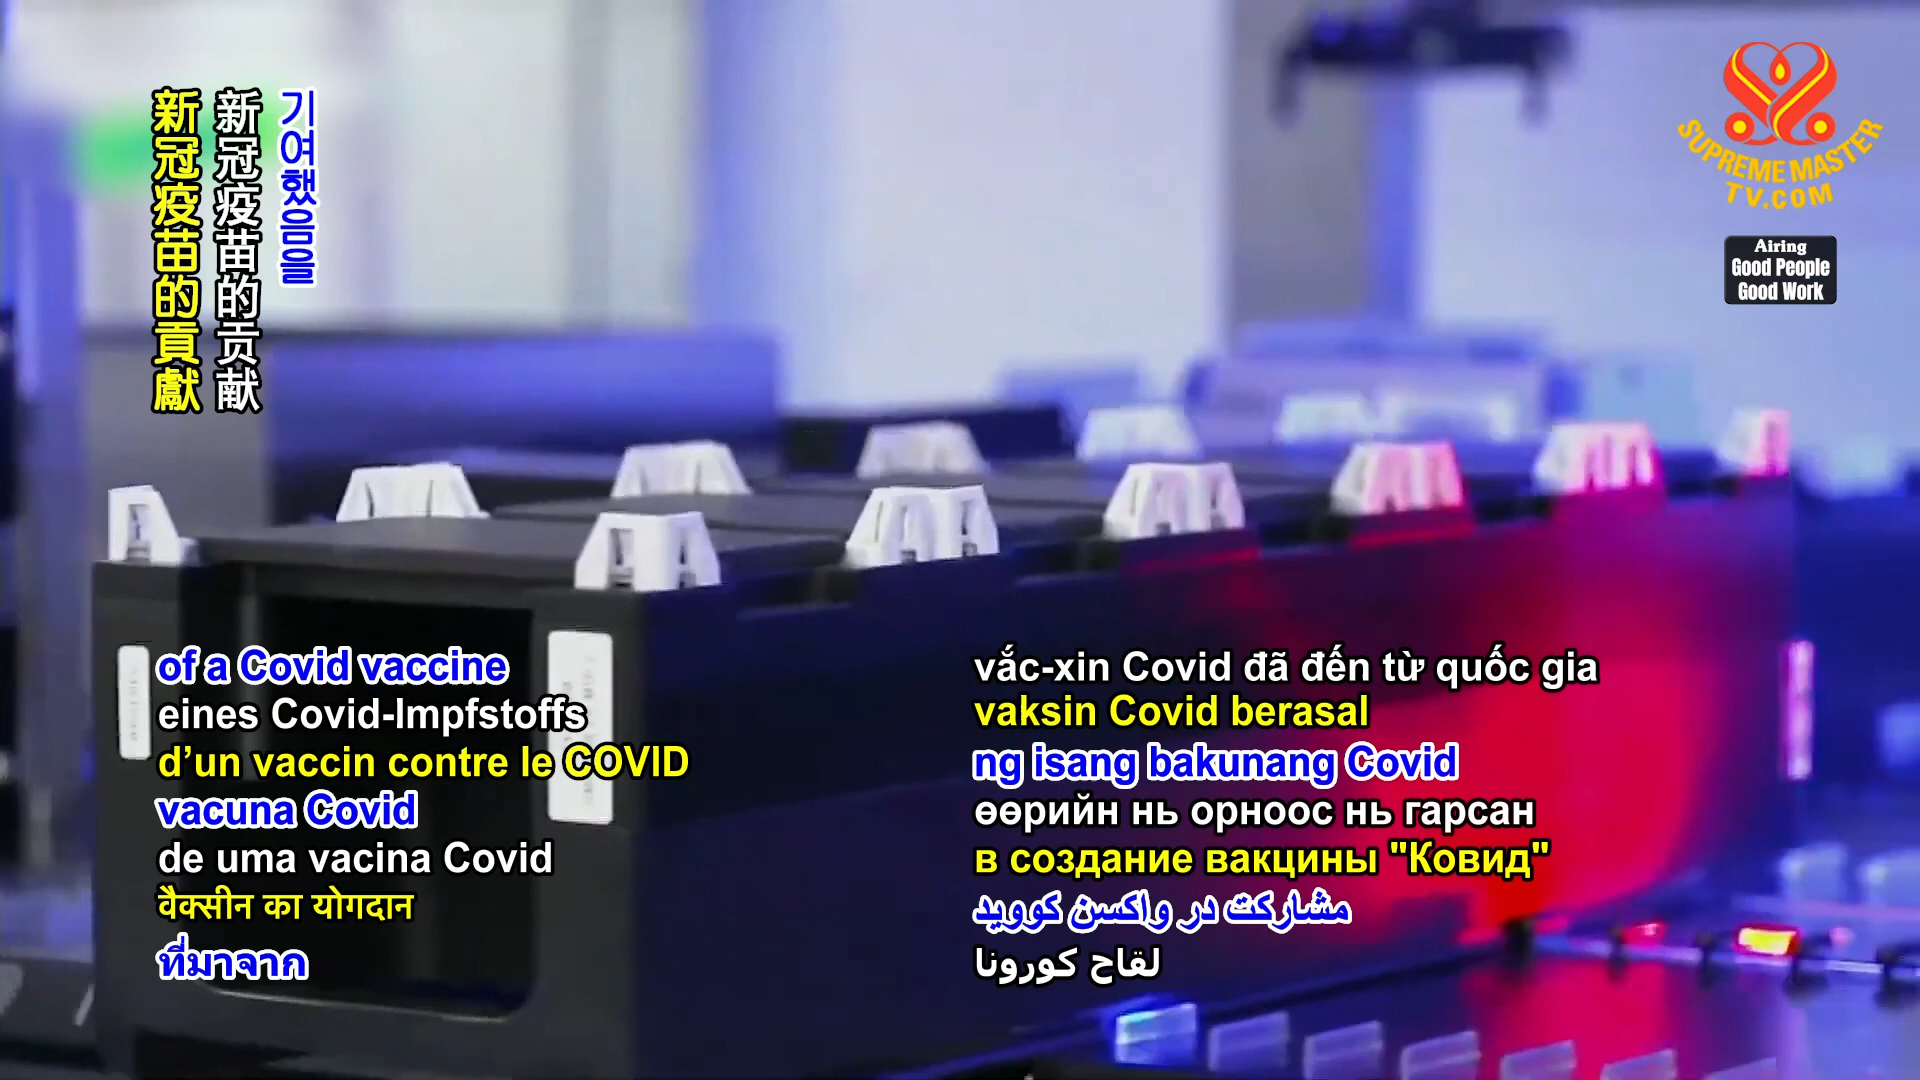 기여했음을
新冠疫苗的贡献
新冠疫苗的貢獻
SUPREME MASTER
TV.COM
Airing
Good People
Good Work
of a Covid vaccine
eines Covid-Impfstoffs
d’un vaccin contre le COVID
vacuna Covid
de uma vacina Covid
वैक्सीन का योगदान
ที่มาจาก
vắc-xin Covid đã đến từ quốc gia
vaksin Covid berasal
ng isang bakunang Covid
өөрийн нь орноос нь гарсан
в создание вакцины "Ковид"
مشارکت در واکسن کووید
لقاح كورونا